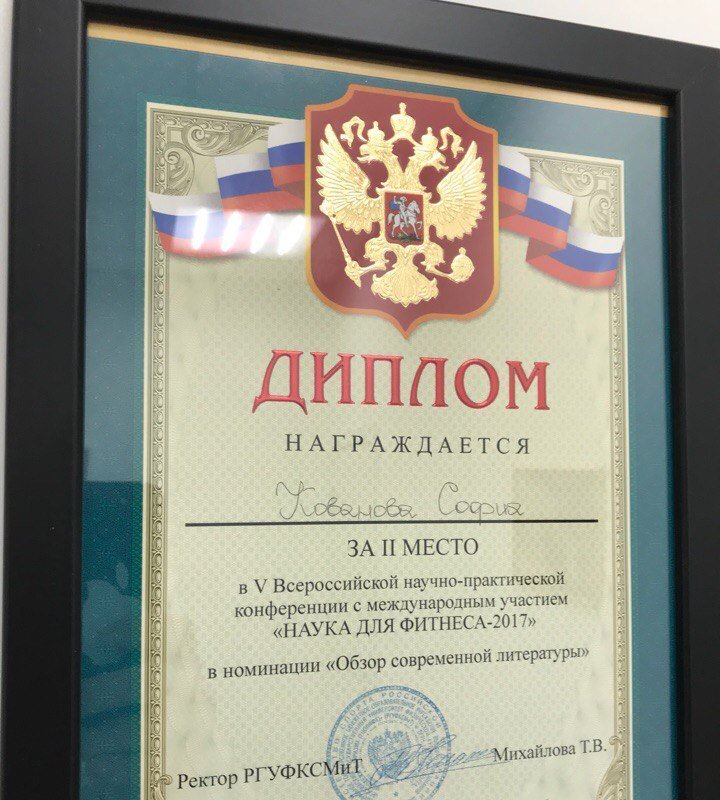 ДИПЛОМ
НАГРАЖДАЕТСЯ
Кованова София
ЗА II МЕСТО
в V Всероссийской научно-практической
конференции с международным участием
«НАУКА ДЛЯ ФИТНЕСА-2017»
в номинации «Обзор современной литературы»
Ректор РГУФКСМиТ Михайлова Т.В.